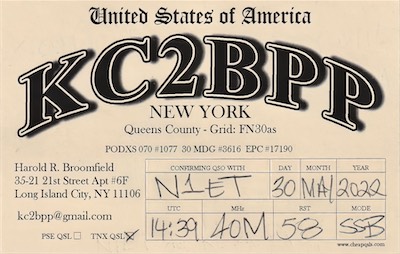 United States of America
KC2BPP
NEW YORK
Queens County - Grid: FN30as
PODXS 070 #1077 30 MDG #3616 EPC #17190
Harold R. Broomfield
35-21 21st Street Apt #6F
Long Island City, NY 11106
kc2bpp@gmail.com
PSE QSL TNX QSL
CONFIRMING QSO WITH DAY MONTH YEAR
N1ET 30 MAY 2022
UTC MHz RST MODE
14:39 40M 58 SSB
www.cheapqsls.com